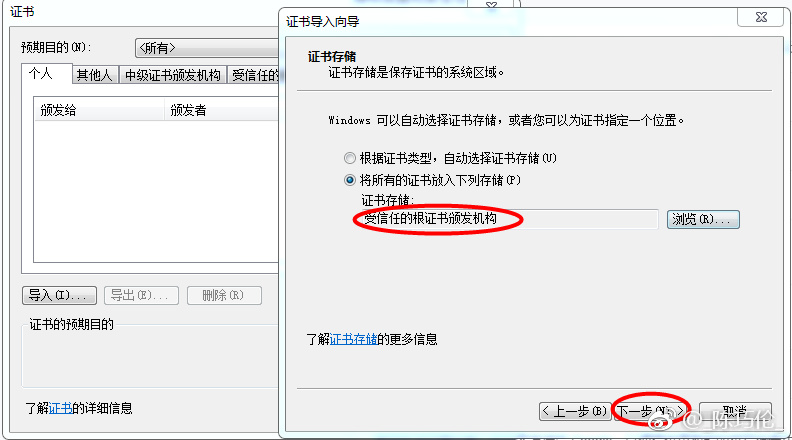 证书
预期目的(N):
<所有>
个人
其他人
中级证书颁发机构
受信任的
颁发给
颁发者
导入(I)...
导出(E)...
删除(R)
证书的预期目的
了解证书的详细信息
证书导入向导
证书存储
证书存储是保存证书的系统区域。
Windows 可以自动选择证书存储，或者您可以为证书指定一个位置。
根据证书类型，自动选择证书存储(U)
将所有的证书放入下列存储(P)
证书存储:
受信任的根证书颁发机构
浏览(R)...
了解证书存储的更多信息
< 上一步(B)
下一步(N) >
取消
@_陈巧伦_